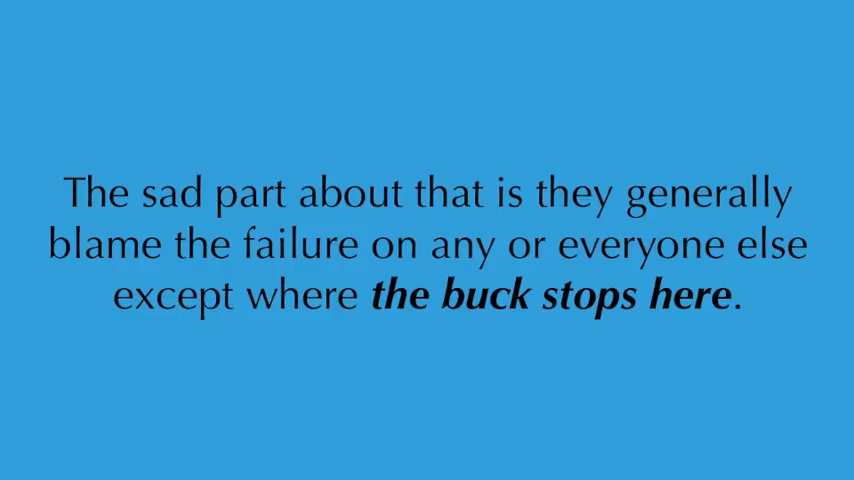 The sad part about that is they generally
blame the failure on any or everyone else
except where the buck stops here.